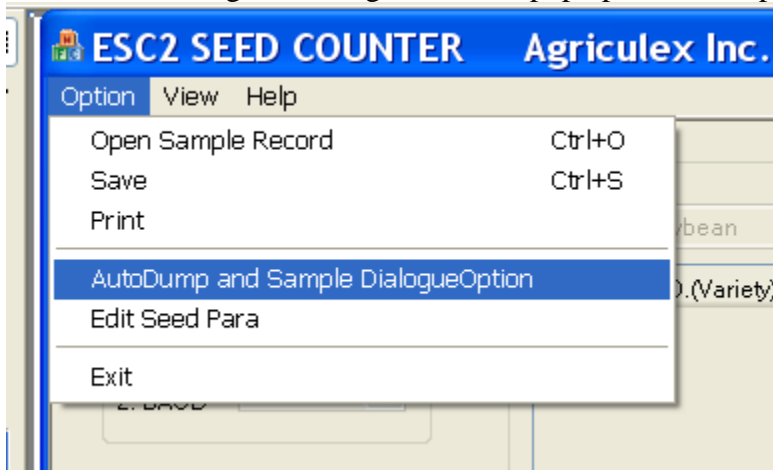 ESC2 SEED COUNTER Agriculex Inc.
Option View Help
Open Sample Record Ctrl+O
Save Ctrl+S
Print
AutoDump and Sample DialogueOption
Edit Seed Para
Exit